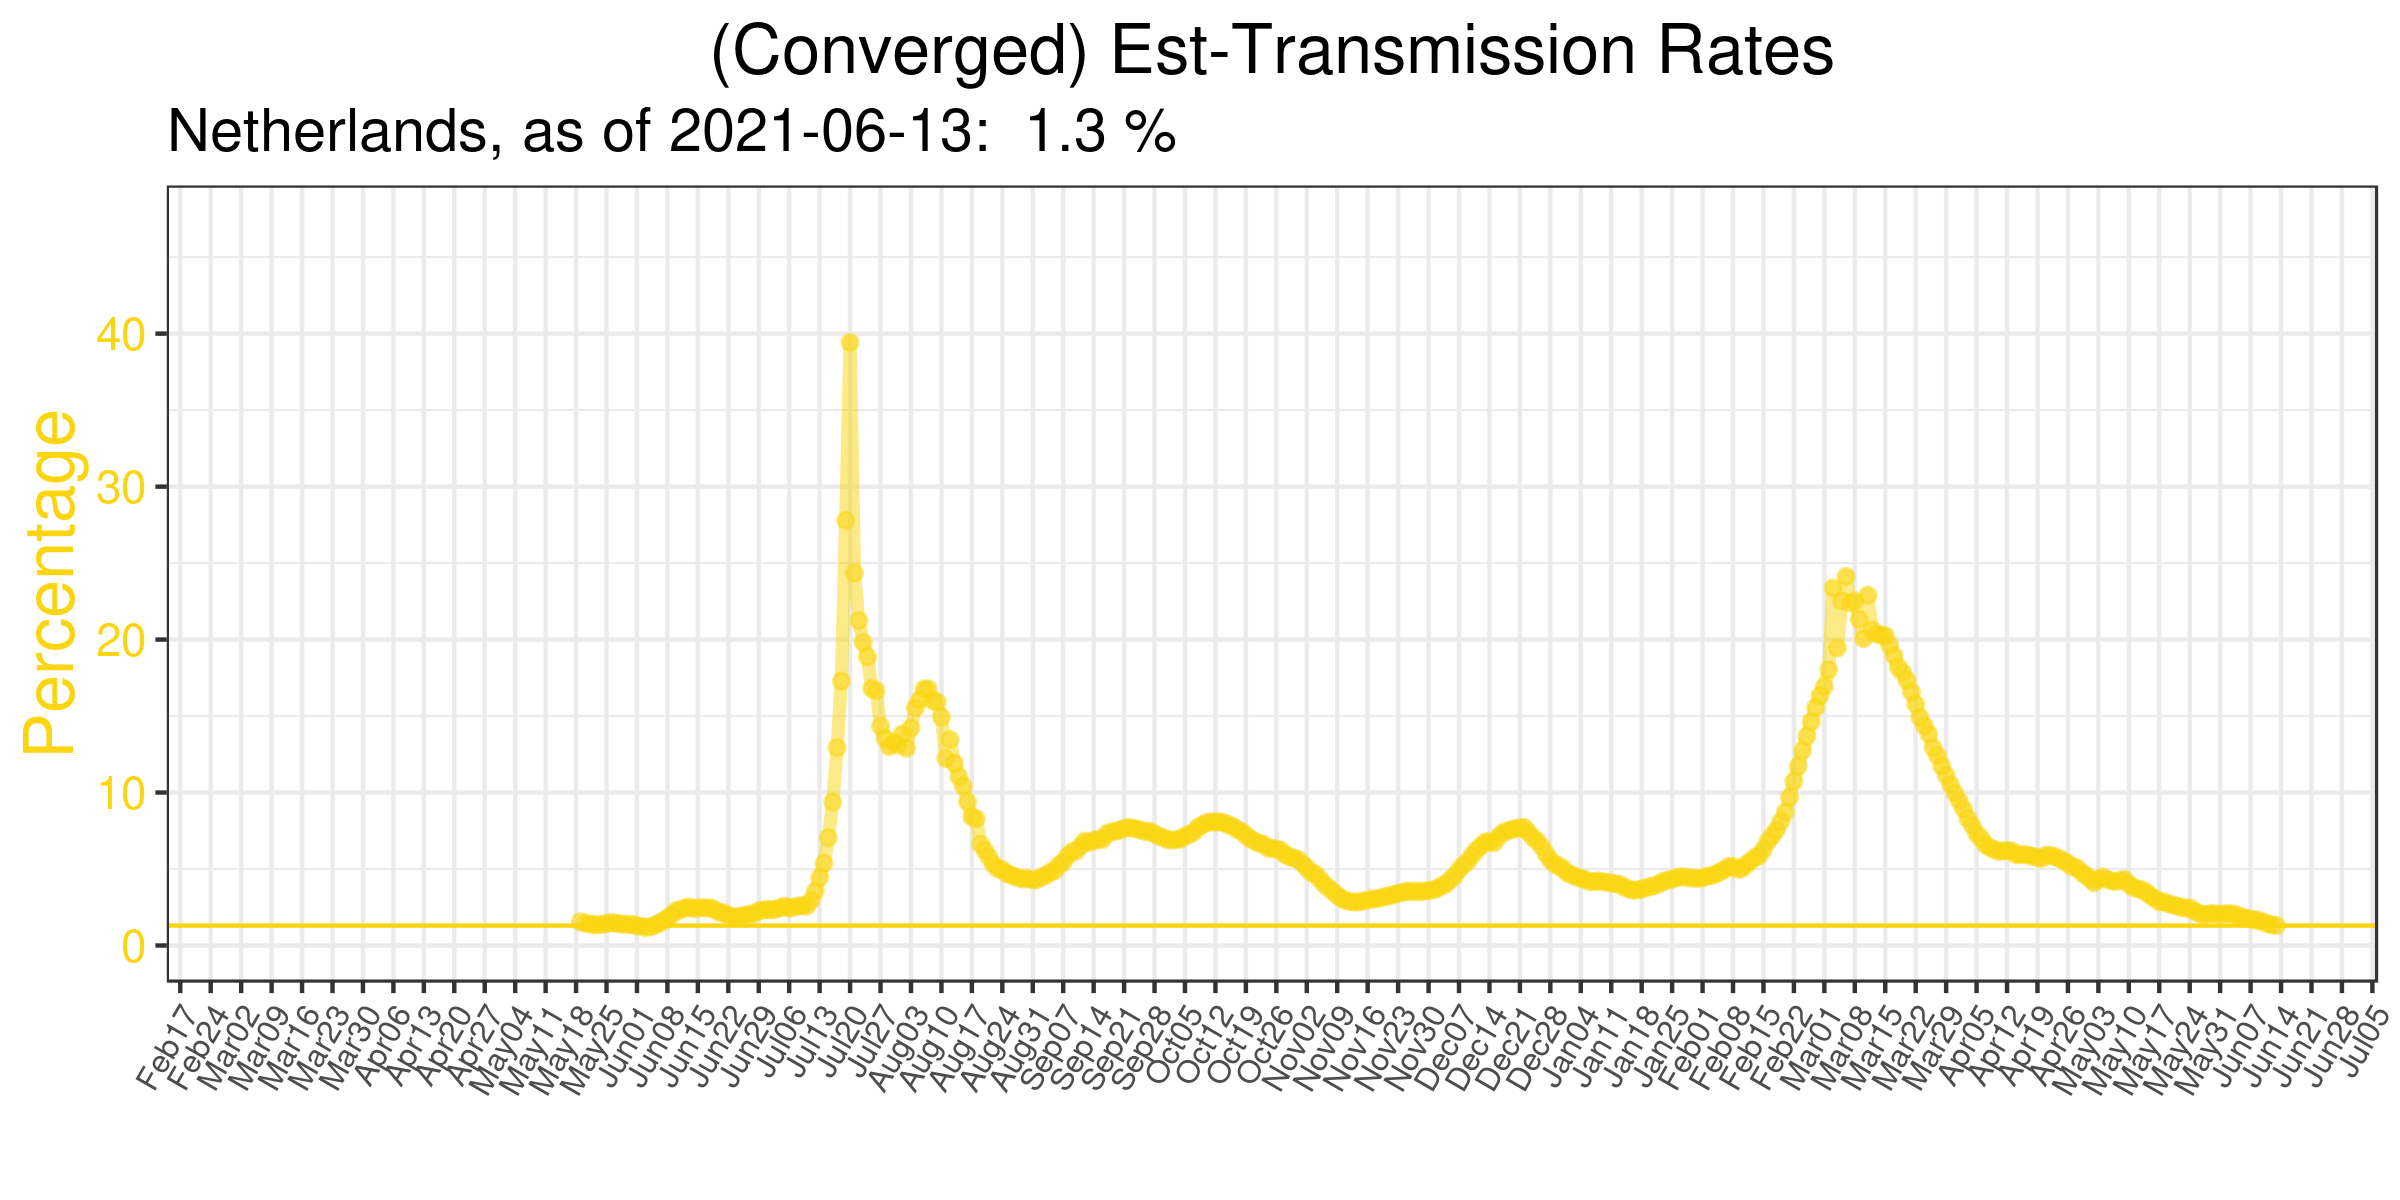 (Converged) Est-Transmission Rates
Netherlands, as of 2021-06-13:  1.3 %
Percentage
40
30
20
10
0
Feb17
Feb24
Mar02
Mar09
Mar16
Mar23
Mar30
Apr06
Apr13
Apr20
Apr27
May04
May11
May18
May25
Jun01
Jun08
Jun15
Jun22
Jun29
Jul06
Jul13
Jul20
Jul27
Aug03
Aug10
Aug17
Aug24
Aug31
Sep07
Sep14
Sep21
Sep28
Oct05
Oct12
Oct19
Oct26
Nov02
Nov09
Nov16
Nov23
Nov30
Dec07
Dec14
Dec21
Dec28
Jan04
Jan11
Jan18
Jan25
Feb01
Feb08
Feb15
Feb22
Mar01
Mar08
Mar15
Mar22
Mar29
Apr05
Apr12
Apr19
Apr26
May03
May10
May17
May24
May31
Jun07
Jun14
Jun21
Jun28
Jul05